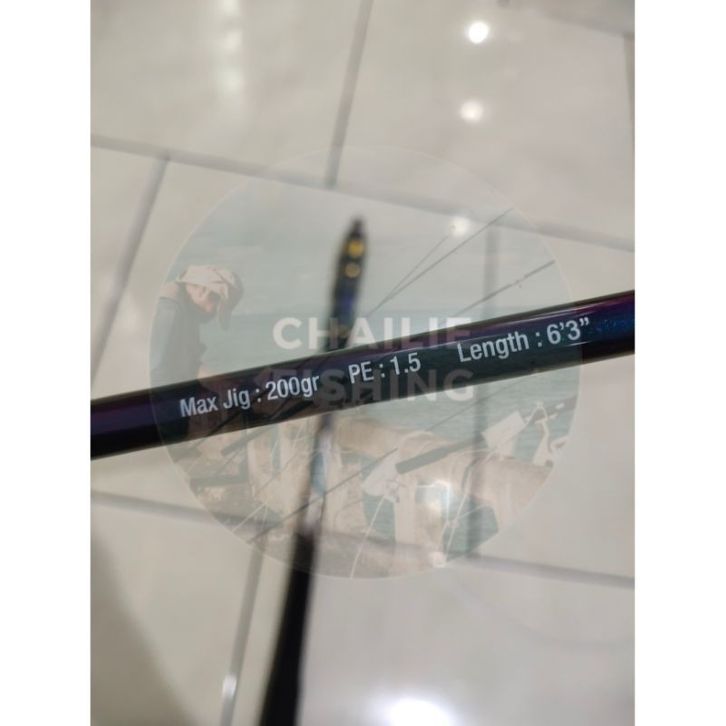 CHAILIE
FISHING
Max Jig : 200gr PE : 1.5 Length : 6'3"